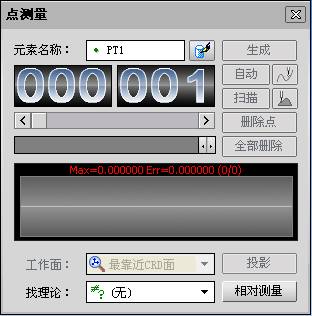 点测量
元素名称： PT1 生成
000 001 自动
扫描
删除点
全部删除
Max=0.000000 Err=0.000000 (0/0)
工作面： 最靠近CRD面 投影
找理论： (无) 相对测量